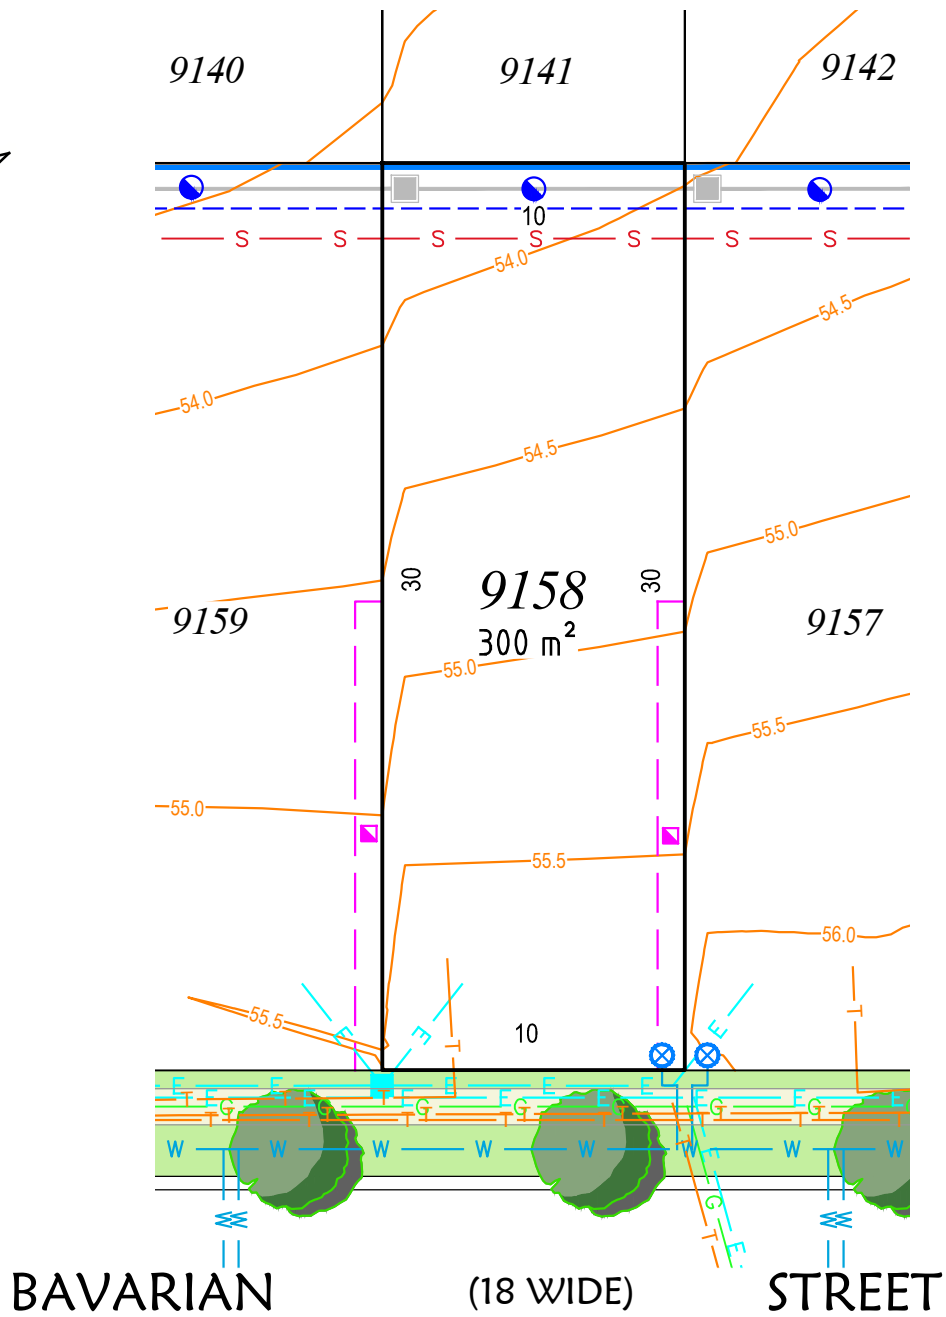 9140 9141 9142
10
S S S S S S S
54.0
54.5
54.0
54.5
30 9158 30 55.0
9159 300 m² 9157
55.0
55.5
55.0
55.5
56.0
55.5 E E T 10 E T
E E E E E E
E E E E E E E E
G G G G G
T T T T T T T
W W W W W W W
E
G
T E
W W W W
BAVARIAN (18 WIDE) STREET